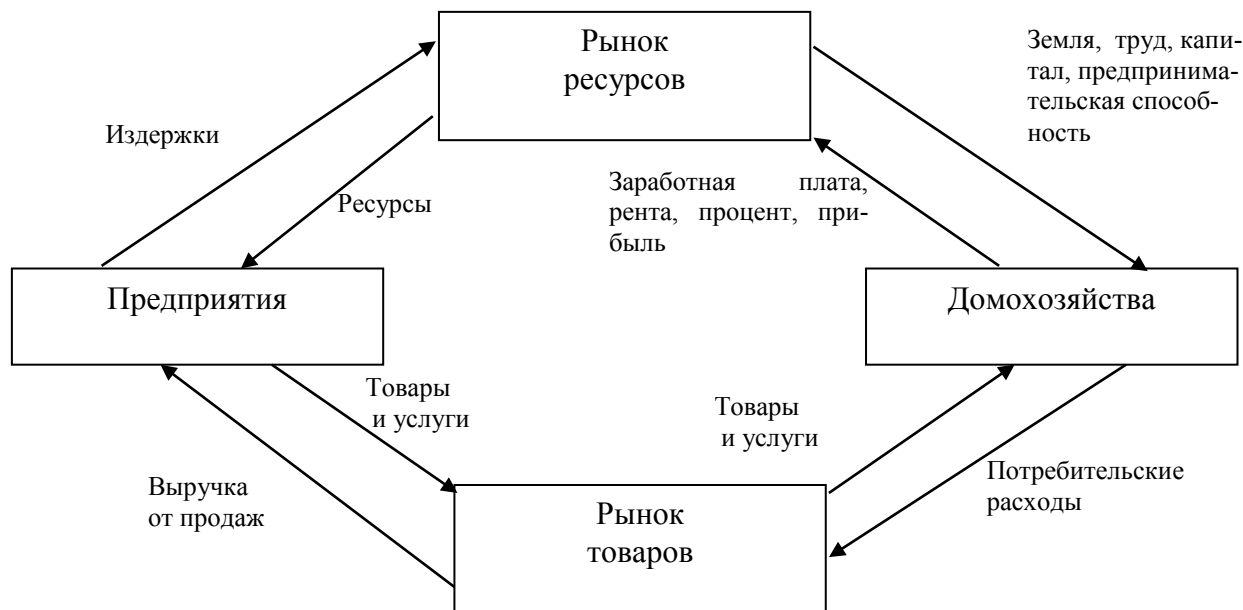 Рынок
ресурсов
Земля, труд, капи-
тал, предпринима-
тельская способ-
ность
Издержки
Ресурсы
Заработная плата,
рента, процент, при-
быль
Предприятия
Домохозяйства
Товары
и услуги
Товары
и услуги
Выручка
от продаж
Рынок
товаров
Потребительские
расходы